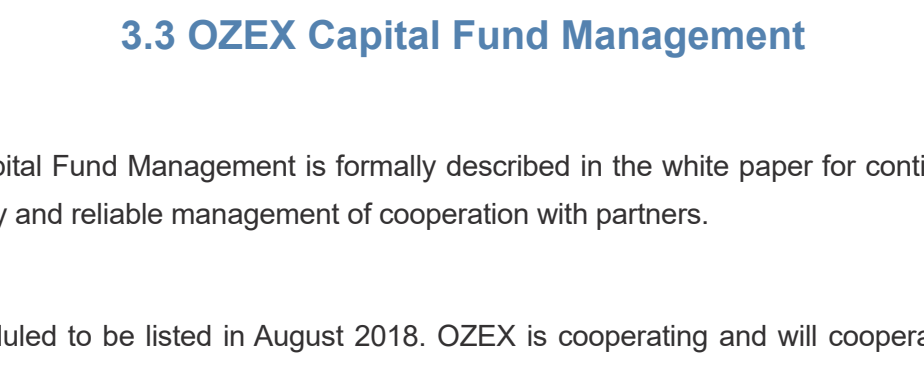 3.3 OZEX Capital Fund Management
pital Fund Management is formally described in the white paper for conti
y and reliable management of cooperation with partners.
luled to be listed in August 2018. OZEX is cooperating and will coopera